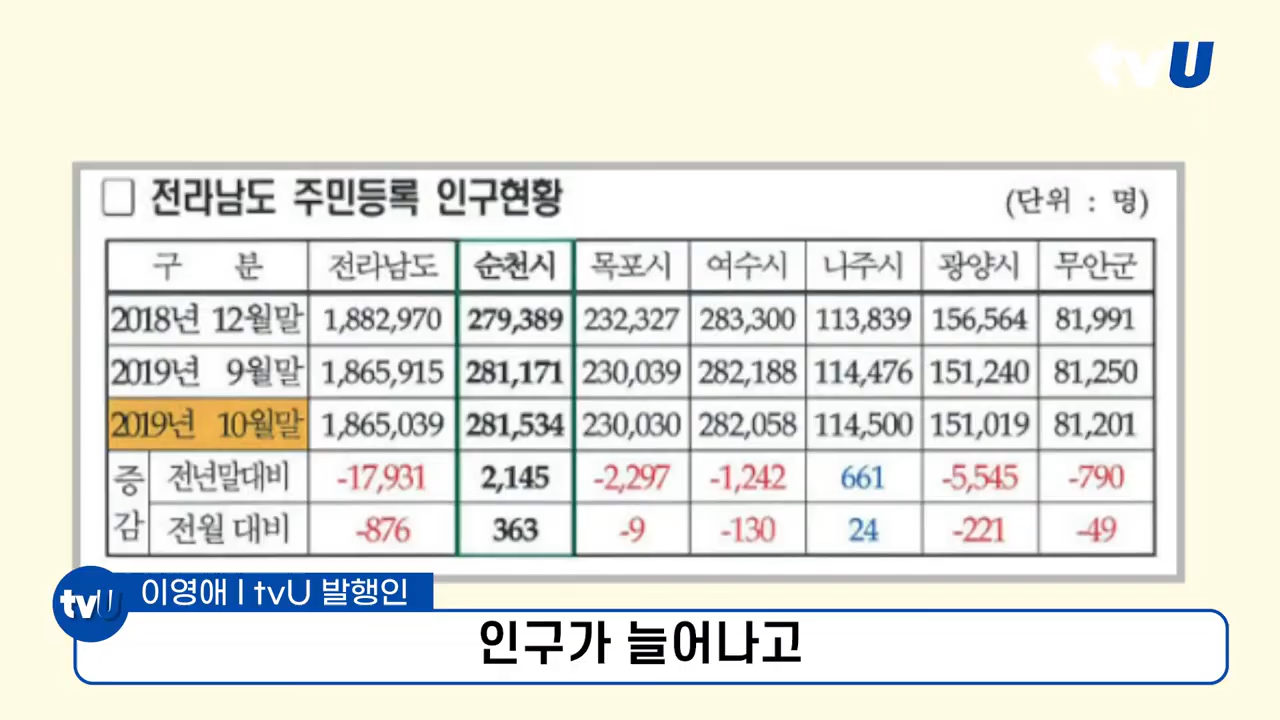 tvU
□ 전라남도 주민등록 인구현황 (단위 : 명)
구 분 전라남도 순천시 목포시 여수시 나주시 광양시 무안군
2018년 12월말 1,882,970 279,389 232,327 283,300 113,839 156,564 81,991
2019년 9월말 1,865,915 281,171 230,039 282,188 114,476 151,240 81,250
2019년 10월말 1,865,039 281,534 230,030 282,058 114,500 151,019 81,201
증감 전년말대비 -17,931 2,145 -2,297 -1,242 661 -5,545 -790
전월 대비 -876 363 -9 -130 24 -221 -49
tvU 이영애 | tvU 발행인
인구가 늘어나고